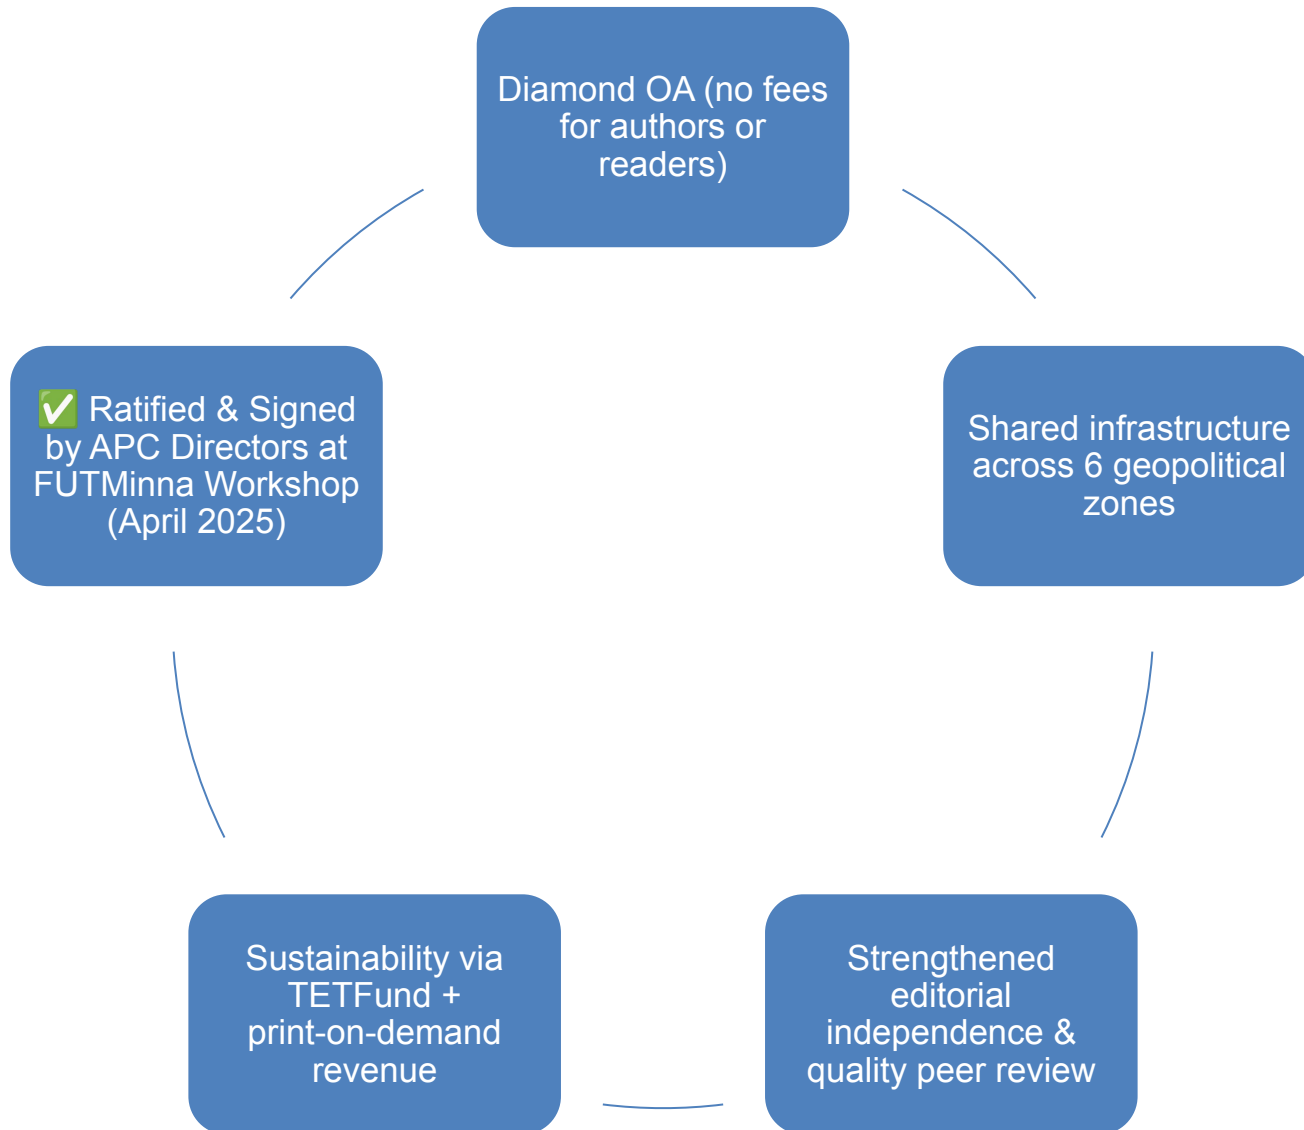 Diamond OA (no fees
for authors or
readers)
Shared infrastructure
across 6 geopolitical
zones
Strengthened
editorial
independence &
quality peer review
Sustainability via
TETFund +
print-on-demand
revenue
✅ Ratified & Signed
by APC Directors at
FUTMinna Workshop
(April 2025)